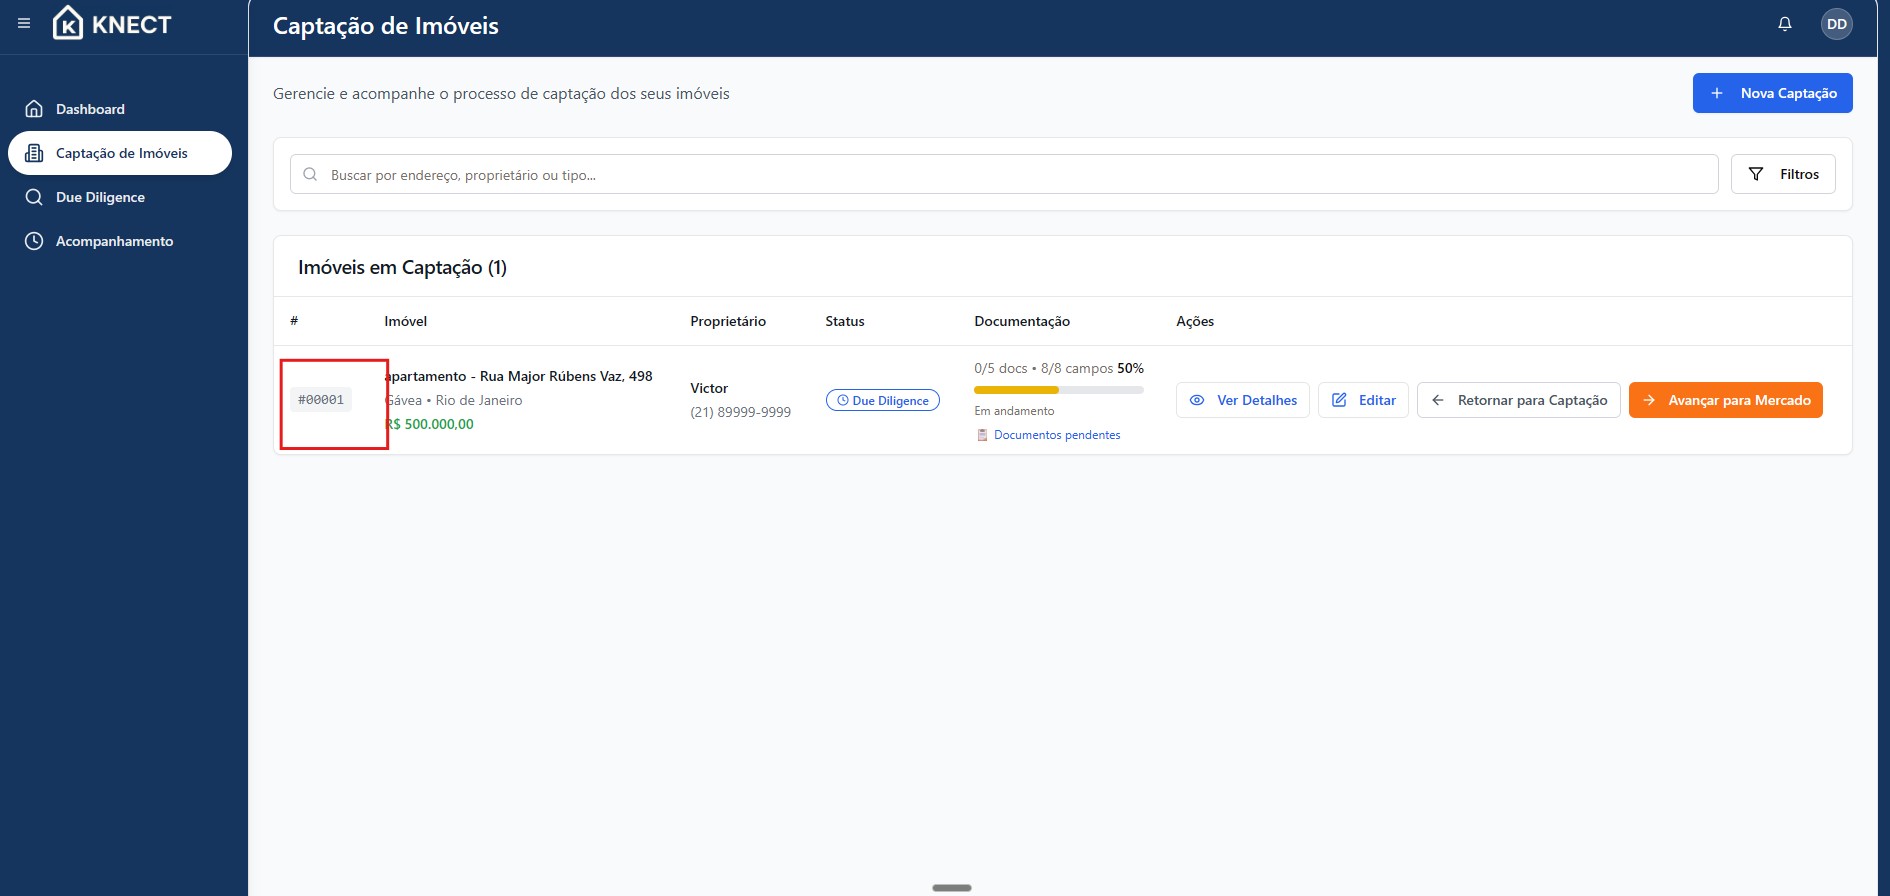 KNECT
Captação de Imóveis
DD
Dashboard
Captação de Imóveis
Due Diligence
Acompanhamento
Gerencie e acompanhe o processo de captação dos seus imóveis
Nova Captação
Buscar por endereço, proprietário ou tipo...
Filtros
Imóveis em Captação (1)
# Imóvel Proprietário Status Documentação Ações
#00001
apartamento - Rua Major Rúbens Vaz, 498
Gávea • Rio de Janeiro
R$ 500.000,00
Victor
(21) 89999-9999
Due Diligence
0/5 docs • 8/8 campos 50%
Em andamento
Documentos pendentes
Ver Detalhes
Editar
Retornar para Captação
Avançar para Mercado